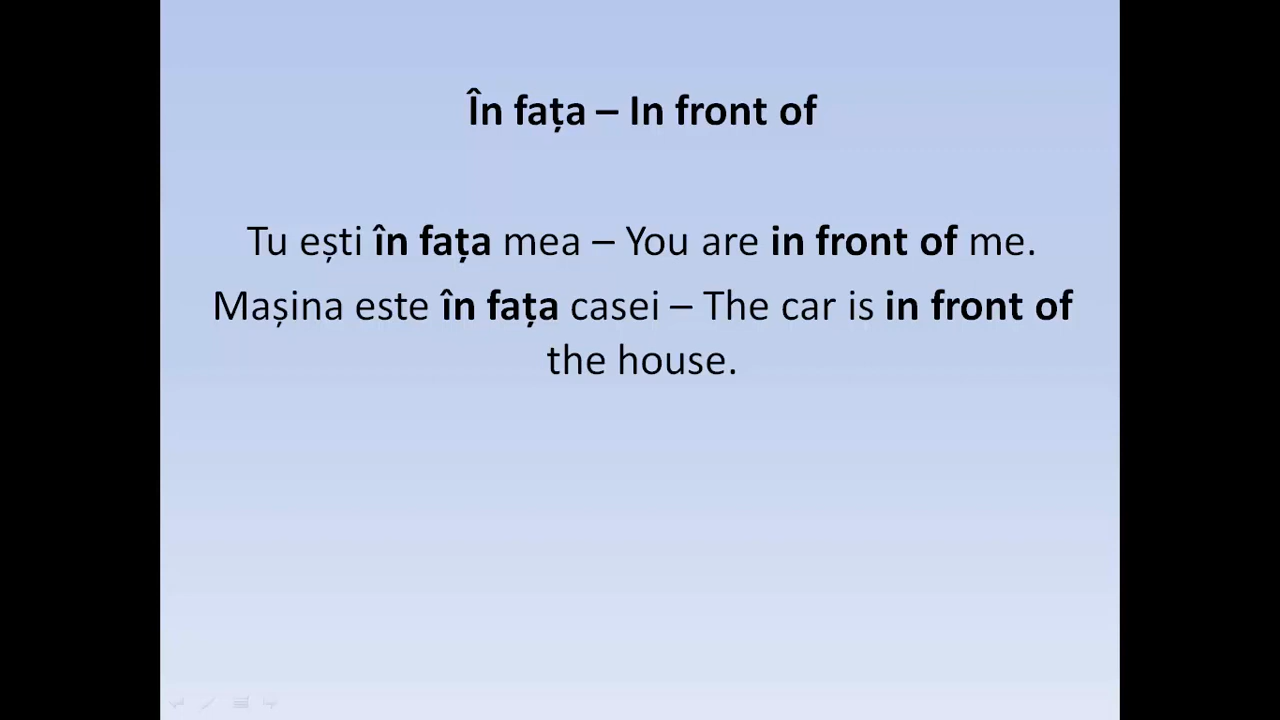 În fața – In front of
Tu ești în fața mea – You are in front of me.
Mașina este în fața casei – The car is in front of
the house.